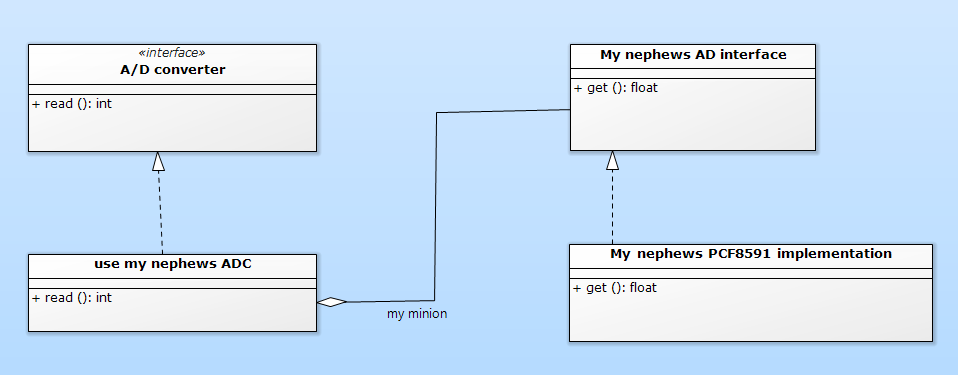 «interface»
A/D converter
+ read (): int
My nephews AD interface
+ get (): float
use my nephews ADC
+ read (): int
my minion
My nephews PCF8591 implementation
+ get (): float